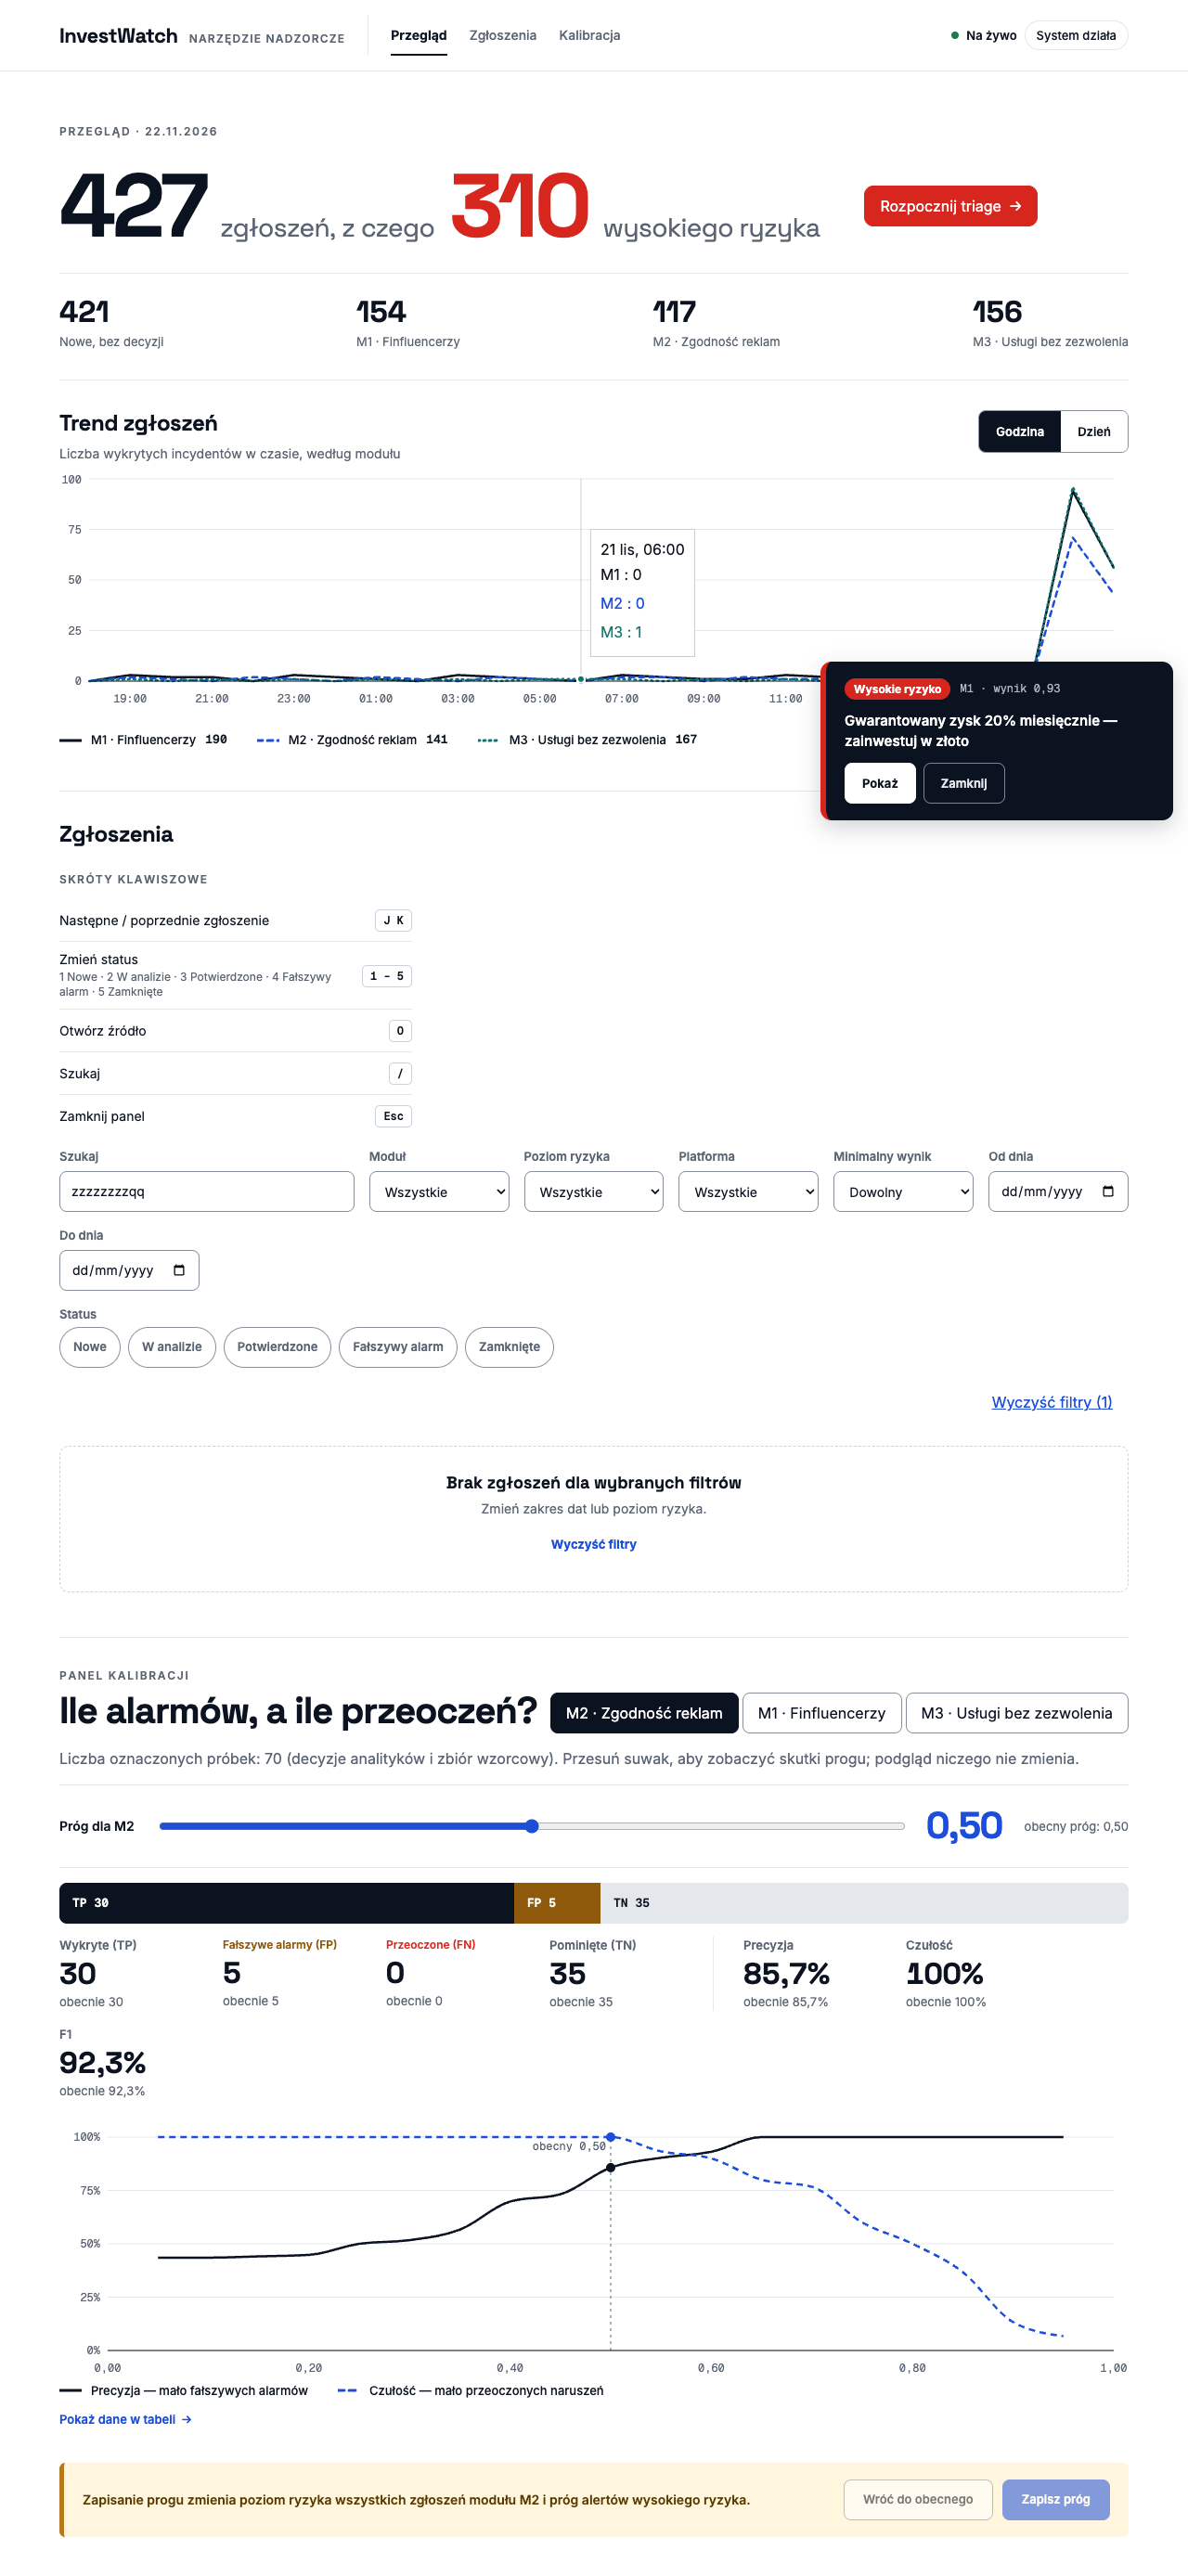 InvestWatch NARZĘDZIE NADZORCZE
Przegląd Zgłoszenia Kalibracja
Na żywo System działa
PRZEGLĄD · 22.11.2026
427 zgłoszeń, z czego 310 wysokiego ryzyka
Rozpocznij triage →
421
Nowe, bez decyzji
154
M1 · Finfluencerzy
117
M2 · Zgodność reklam
156
M3 · Usługi bez zezwolenia
Trend zgłoszeń
Liczba wykrytych incydentów w czasie, według modułu
Godzina Dzień
100
75
50
25
0
21 lis, 06:00
M1 : 0
M2 : 0
M3 : 1
19:00 21:00 23:00 01:00 03:00 05:00 07:00 09:00 11:00
M1 · Finfluencerzy 190 M2 · Zgodność reklam 141 M3 · Usługi bez zezwolenia 167
Wysokie ryzyko M1 · wynik 0,93
Gwarantowany zysk 20% miesięcznie —
zainwestuj w złoto
Pokaż Zamknij
Zgłoszenia
SKRÓTY KLAWISZOWE
Następne / poprzednie zgłoszenie J K
Zmień status
1 Nowe · 2 W analizie · 3 Potwierdzone · 4 Fałszywy
alarm · 5 Zamknięte
1 – 5
Otwórz źródło O
Szukaj /
Zamknij panel Esc
Szukaj Moduł Poziom ryzyka Platforma Minimalny wynik Od dnia
zzzzzzzzqq Wszystkie Wszystkie Wszystkie Dowolny dd/mm/yyyy
Do dnia
dd/mm/yyyy
Status
Nowe W analizie Potwierdzone Fałszywy alarm Zamknięte
Wyczyść filtry (1)
Brak zgłoszeń dla wybranych filtrów
Zmień zakres dat lub poziom ryzyka.
Wyczyść filtry
PANEL KALIBRACJI
Ile alarmów, a ile przeoczeń?
M2 · Zgodność reklam M1 · Finfluencerzy M3 · Usługi bez zezwolenia
Liczba oznaczonych próbek: 70 (decyzje analityków i zbiór wzorcowy). Przesuń suwak, aby zobaczyć skutki progu; podgląd niczego nie zmienia.
Próg dla M2 0,50 obecny próg: 0,50
TP 30 FP 5 TN 35
Wykryte (TP) Fałszywe alarmy (FP) Przeoczone (FN) Pominięte (TN) Precyzja Czułość
30 5 0 35 85,7% 100%
obecnie 30 obecnie 5 obecnie 0 obecnie 35 obecnie 85,7% obecnie 100%
F1
92,3%
obecnie 92,3%
100%
75%
50%
25%
0%
obecny 0,50
0,00 0,20 0,40 0,60 0,80 1,00
Precyzja — mało fałszywych alarmów Czułość — mało przeoczonych naruszeń
Pokaż dane w tabeli →
Zapisanie progu zmienia poziom ryzyka wszystkich zgłoszeń modułu M2 i próg alertów wysokiego ryzyka.
Wróć do obecnego Zapisz próg